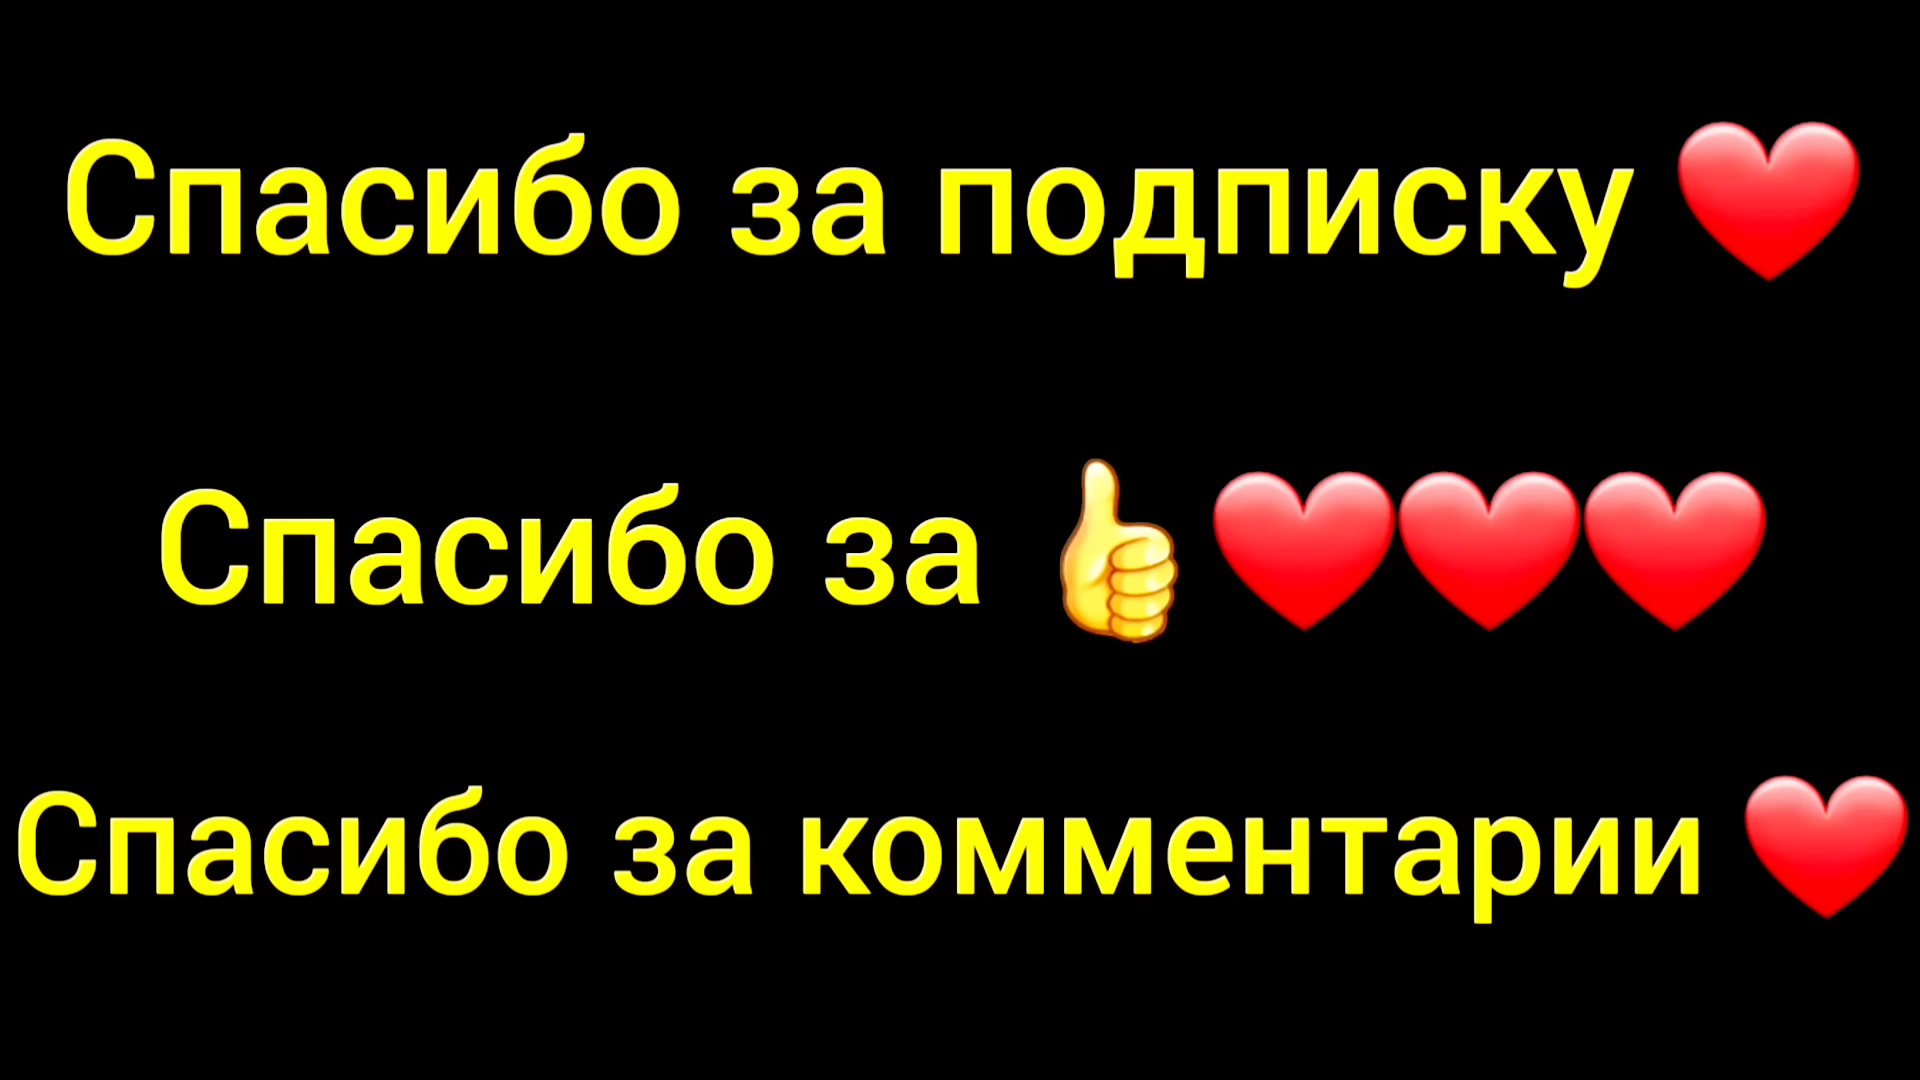 Спасибо за подписку ❤️
Спасибо за 👍❤️❤️❤️
Спасибо за комментарии ❤️